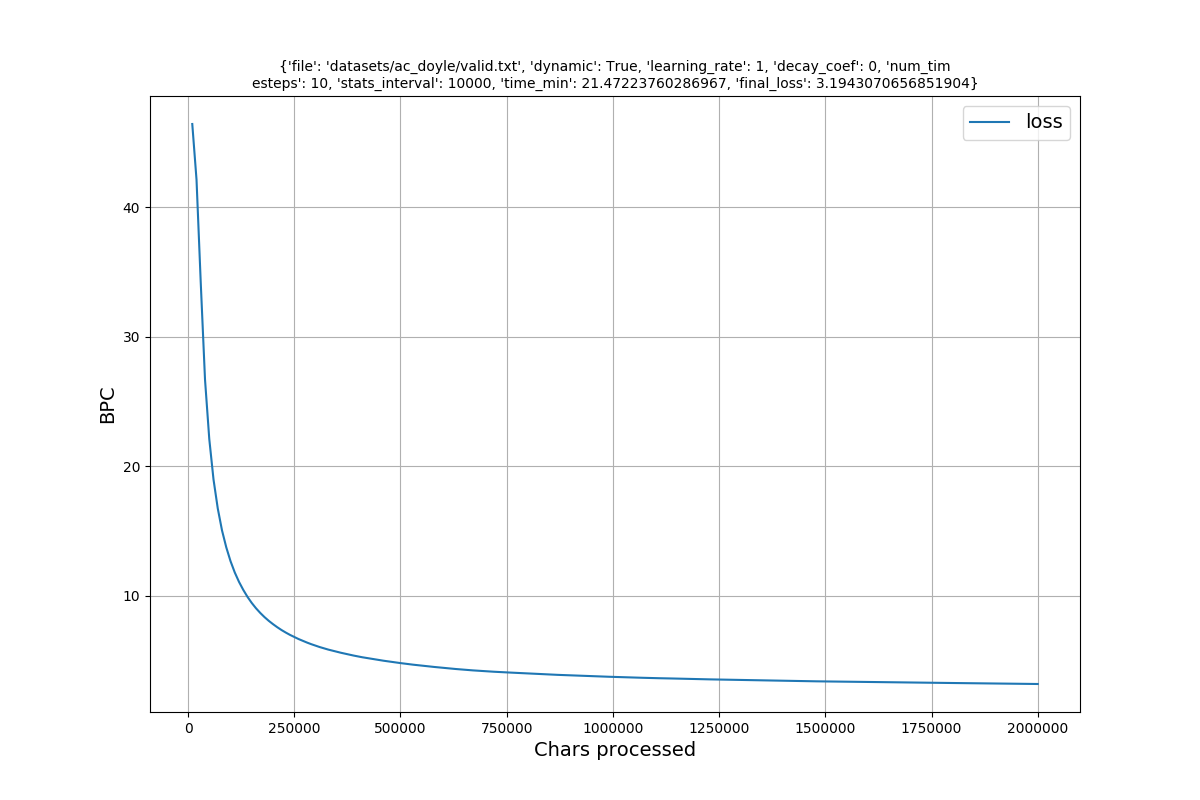 {'file': 'datasets/ac_doyle/valid.txt', 'dynamic': True, 'learning_rate': 1, 'decay_coef': 0, 'num_tim
esteps': 10, 'stats_interval': 10000, 'time_min': 21.47223760286967, 'final_loss': 3.1943070656851904}
loss
40
30
20
10
BPC
0 250000 500000 750000 1000000 1250000 1500000 1750000 2000000
Chars processed